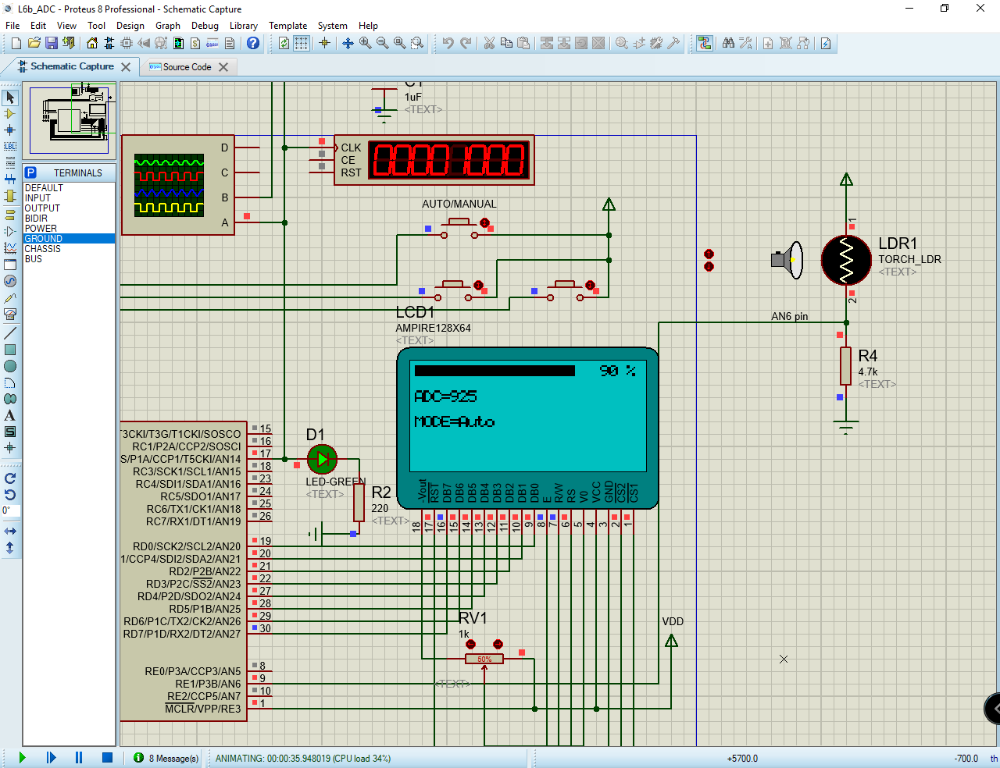 L6b_ADC - Proteus 8 Professional - Schematic Capture
File Edit View Tool Design Graph Debug Library Template System Help
Schematic Capture
Source Code
P TERMINALS
DEFAULT
INPUT
OUTPUT
BIDIR
POWER
GROUND
CHASSIS
BUS
LBL
A
S
0°
C1
1uF
<TEXT>
D
C
B
A
CLK
CE
RST
00001000
AUTO/MANUAL
LDR1
TORCH_LDR
<TEXT>
1
2
AN6 pin
R4
4.7k
<TEXT>
LCD1
AMPIRE128X64
<TEXT>
90 %
ADC=925
MODE=Auto
-Vout
RST
DB7
DB6
DB5
DB4
DB3
DB2
DB1
DB0
E
R/W
RS
V0
VCC
GND
CS2
CS1
18
17
16
15
14
13
12
11
10
9
8
7
6
5
4
3
2
1
D1
LED-GREEN
<TEXT>
R2
220
<TEXT>
T3CKI/T3G/T1CKI/SOSCO 15
RC1/P2A/CCP2/SOSCI 16
S/P1A/CCP1/T5CKI/AN14 17
RC3/SCK1/SCL1/AN15 18
RC4/SDI1/SDA1/AN16 23
RC5/SDO1/AN17 24
RC6/TX1/CK1/AN18 25
RC7/RX1/DT1/AN19 26
RD0/SCK2/SCL2/AN20 19
1/CCP4/SDI2/SDA2/AN21 20
RD2/P2B/AN22 21
RD3/P2C/SS2/AN23 22
RD4/P2D/SDO2/AN24 27
RD5/P1B/AN25 28
RD6/P1C/TX2/CK2/AN26 29
RD7/P1D/RX2/DT2/AN27 30
RE0/P3A/CCP3/AN5 8
RE1/P3B/AN6 9
RE2/CCP5/AN7 10
MCLR/VPP/RE3 1
RV1
1k
50%
<TEXT>
VDD
8 Message(s)
ANIMATING: 00:00:35.948019 (CPU load 34%)
+5700.0
-700.0
th